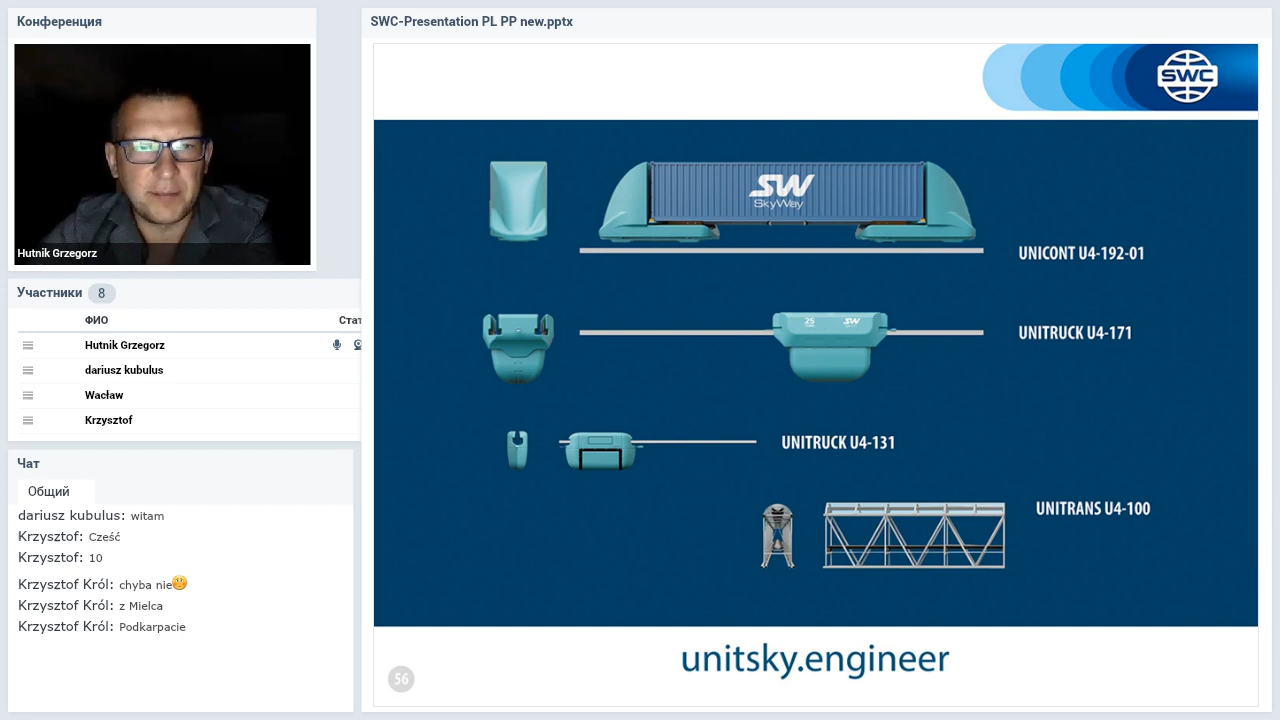 Конференция
Hutnik Grzegorz
Участники 8
ФИО Стат
Hutnik Grzegorz
dariusz kubulus
Wacław
Krzysztof
Чат
Общий
dariusz kubulus: witam
Krzysztof: Cześć
Krzysztof: 10
Krzysztof Król: chyba nie
Krzysztof Król: z Mielca
Krzysztof Król: Podkarpacie
SWC-Presentation PL PP new.pptx
SWC
SW
SkyWay
UNICONT U4-192-01
25
SW
UNITRUCK U4-171
UNITRUCK U4-131
UNITRANS U4-100
unitsky.engineer
56